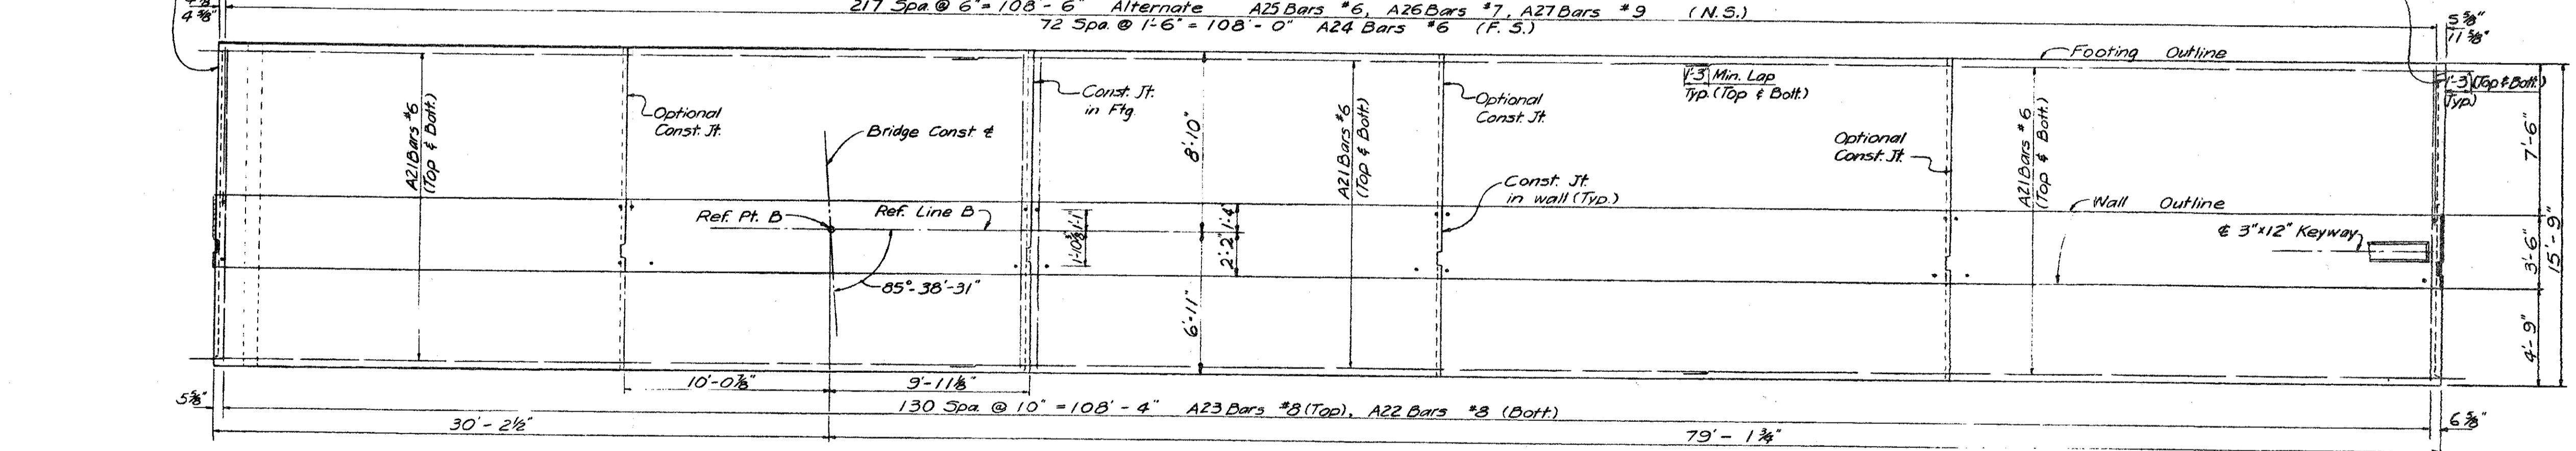 217 Spa. @ 6" = 108'-6" Alternate A25 Bars #6, A26 Bars #7, A27 Bars #9 (N.S.)
4 3/8"
72 Spa. @ 1'-6" = 108'-0" A24 Bars #6 (F.S.)
5 5/8"
11 5/8"
Footing Outline
1'-3 Min. Lap
Typ. (Top & Bott.)
1'-3 (Top & Bott.)
Typ.)
A21 Bars #6
(Top & Bott.)
Optional
Const. Jt.
Bridge Const ℄
Const. Jt.
in Ftg.
8'-10"
A21 Bars #6
(Top & Bott.)
Optional
Const. Jt.
Optional
Const. Jt.
A21 Bars #6
(Top & Bott.)
7'-6"
Const. Jt.
in wall (Typ.)
Ref. Pt. B
Ref. Line B
1'-1"
1'-10 3/8"
1'-4"
2'-2"
Wall Outline
℄ 3"x12" Keyway
3'-6"
15'-9"
85°-38'-31"
6'-11"
4'-9"
10'-0 7/8"
9'-11 1/8"
5 5/8"
130 Spa. @ 10" = 108'-4" A23 Bars #8 (Top), A22 Bars #8 (Bott.)
6 5/8"
30'-2 1/2"
79'-1 3/4"